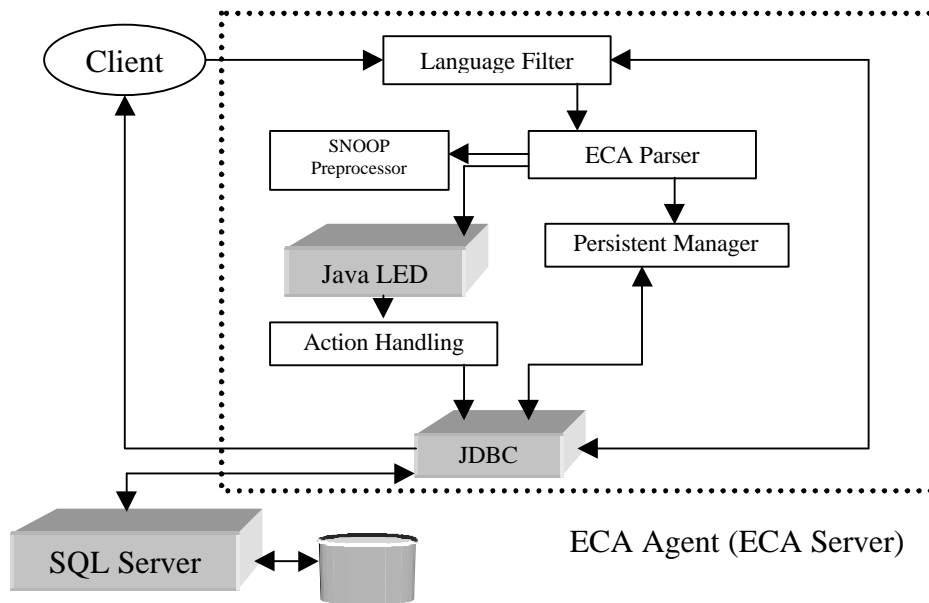 Client
Language Filter
SNOOP
Preprocessor
ECA Parser
Persistent Manager
Java LED
Action Handling
JDBC
SQL Server
ECA Agent (ECA Server)